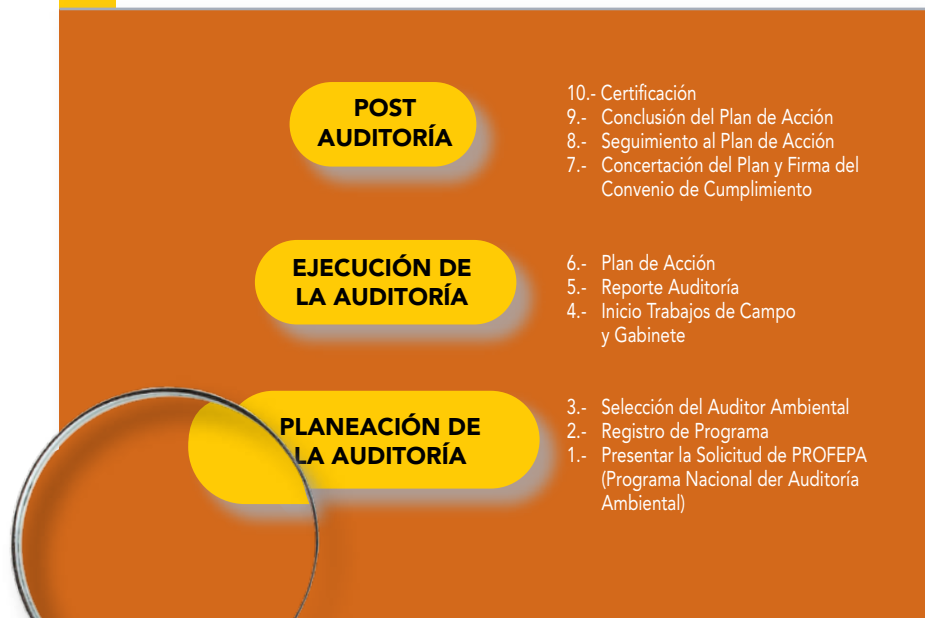 POST
AUDITORÍA
10.- Certificación
9.- Conclusión del Plan de Acción
8.- Seguimiento al Plan de Acción
7.- Concertación del Plan y Firma del
Convenio de Cumplimiento
EJECUCIÓN DE
LA AUDITORÍA
6.- Plan de Acción
5.- Reporte Auditoría
4.- Inicio Trabajos de Campo
y Gabinete
PLANEACIÓN DE
LA AUDITORÍA
3.- Selección del Auditor Ambiental
2.- Registro de Programa
1.- Presentar la Solicitud de PROFEPA
(Programa Nacional der Auditoría
Ambiental)